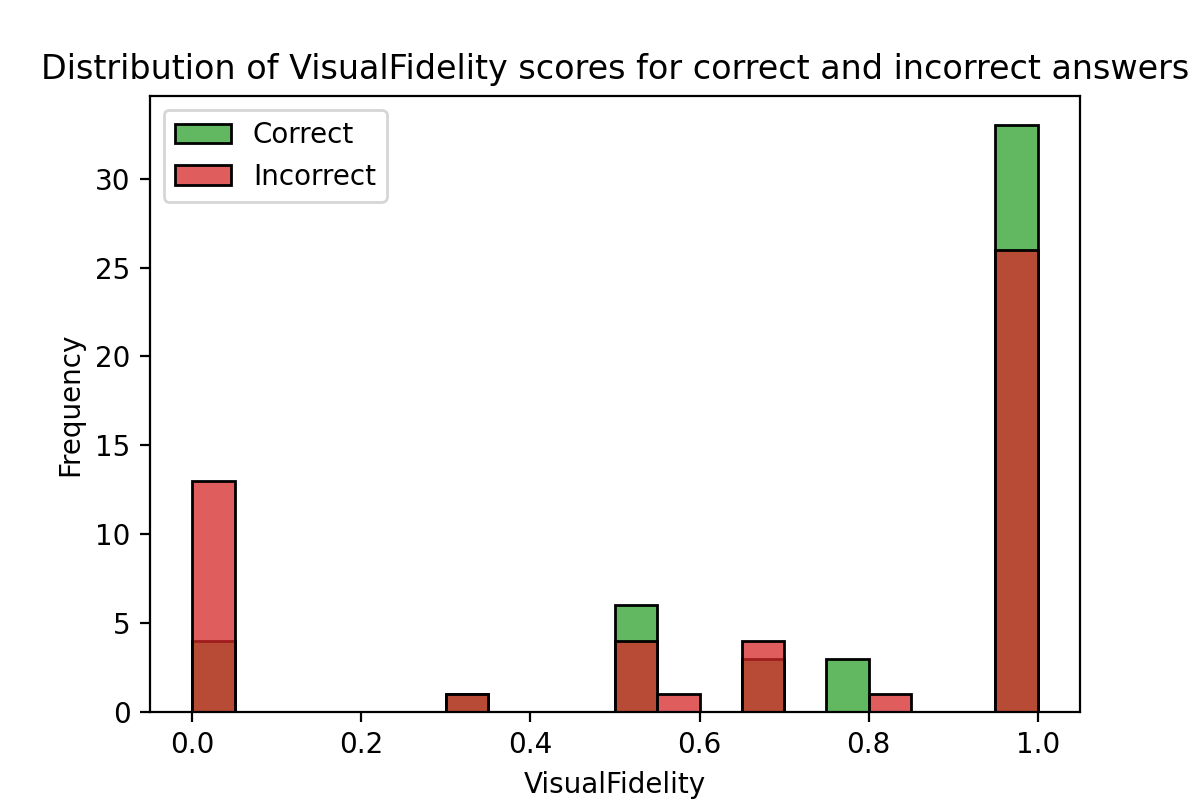 Distribution of VisualFidelity scores for correct and incorrect answers
Correct
Incorrect
Frequency
30
25
20
15
10
5
0
0.0 0.2 0.4 0.6 0.8 1.0
VisualFidelity